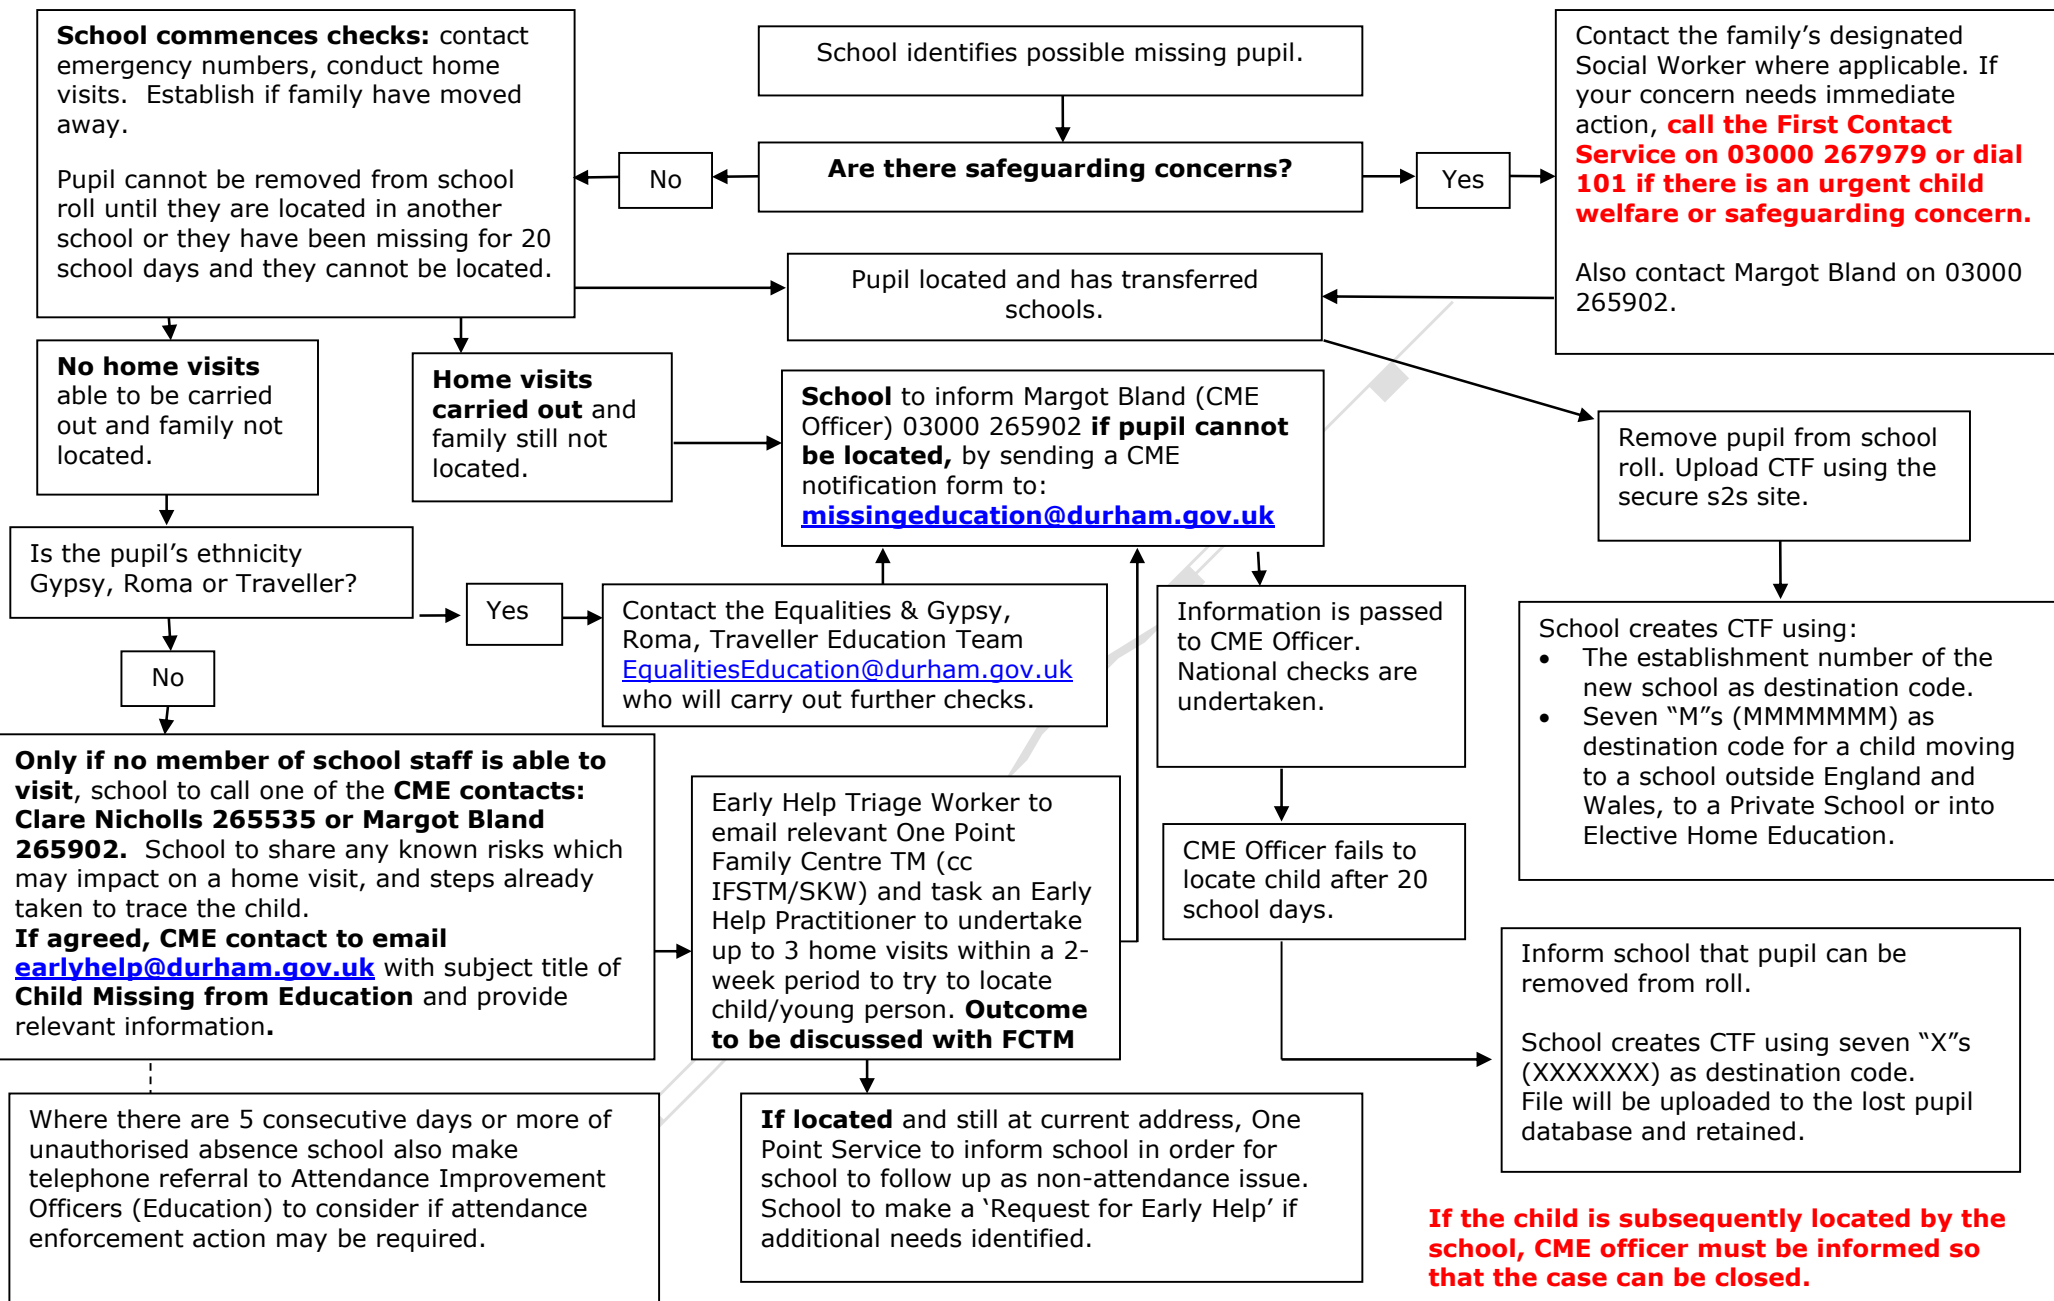 School commences checks: contact
emergency numbers, conduct home
visits.  Establish if family have moved
away.
Pupil cannot be removed from school
roll until they are located in another
school or they have been missing for 20
school days and they cannot be located.
School identifies possible missing pupil.
Are there safeguarding concerns?
No
Yes
Contact the family’s designated
Social Worker where applicable. If
your concern needs immediate
action, call the First Contact
Service on 03000 267979 or dial
101 if there is an urgent child
welfare or safeguarding concern.
Also contact Margot Bland on 03000
265902.
Pupil located and has transferred
schools.
No home visits
able to be carried
out and family not
located.
Home visits
carried out and
family still not
located.
School to inform Margot Bland (CME
Officer) 03000 265902 if pupil cannot
be located, by sending a CME
notification form to:
missingeducation@durham.gov.uk
Remove pupil from school
roll. Upload CTF using the
secure s2s site.
Is the pupil’s ethnicity
Gypsy, Roma or Traveller?
Yes
No
Contact the Equalities & Gypsy,
Roma, Traveller Education Team
EqualitiesEducation@durham.gov.uk
who will carry out further checks.
Information is passed
to CME Officer.
National checks are
undertaken.
School creates CTF using:
• The establishment number of the
new school as destination code.
• Seven “M”s (MMMMMMM) as
destination code for a child moving
to a school outside England and
Wales, to a Private School or into
Elective Home Education.
Only if no member of school staff is able to
visit, school to call one of the CME contacts:
Clare Nicholls 265535 or Margot Bland
265902.  School to share any known risks which
may impact on a home visit, and steps already
taken to trace the child.
If agreed, CME contact to email
earlyhelp@durham.gov.uk with subject title of
Child Missing from Education and provide
relevant information.
Early Help Triage Worker to
email relevant One Point
Family Centre TM (cc
IFSTM/SKW) and task an Early
Help Practitioner to undertake
up to 3 home visits within a 2-
week period to try to locate
child/young person. Outcome
to be discussed with FCTM
CME Officer fails to
locate child after 20
school days.
Inform school that pupil can be
removed from roll.
School creates CTF using seven “X”s
(XXXXXXX) as destination code.
File will be uploaded to the lost pupil
database and retained.
Where there are 5 consecutive days or more of
unauthorised absence school also make
telephone referral to Attendance Improvement
Officers (Education) to consider if attendance
enforcement action may be required.
If located and still at current address, One
Point Service to inform school in order for
school to follow up as non-attendance issue.
School to make a ‘Request for Early Help’ if
additional needs identified.
If the child is subsequently located by the
school, CME officer must be informed so
that the case can be closed.